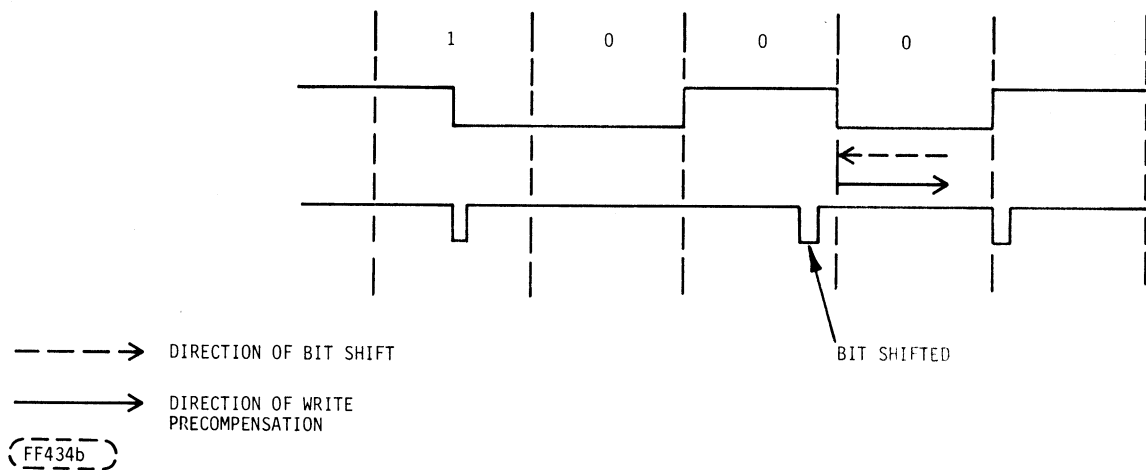 1 0 0 0
BIT SHIFTED
DIRECTION OF BIT SHIFT
DIRECTION OF WRITE
PRECOMPENSATION
FF434b